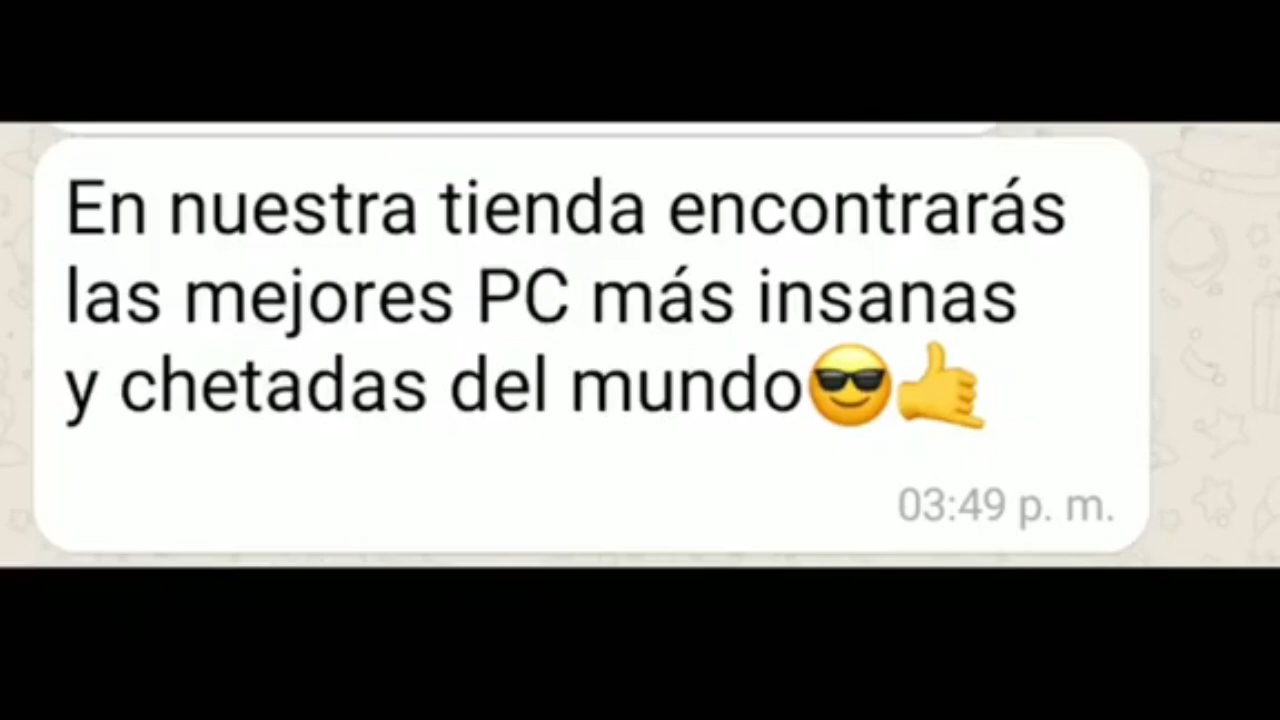 En nuestra tienda encontrarás
las mejores PC más insanas
y chetadas del mundo😎🤙
03:49 p. m.